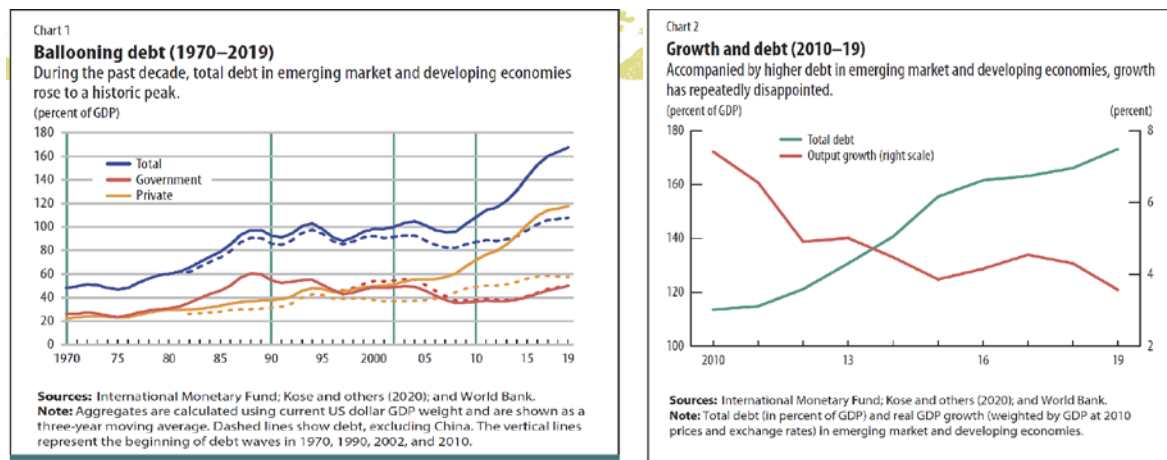 Chart 1
Ballooning debt (1970–2019)
During the past decade, total debt in emerging market and developing economies
rose to a historic peak.
(percent of GDP)
180
160
140
120
100
80
60
40
20
0
Total
Government
Private
1970 75 80 85 90 95 2000 05 10 15 19
Sources: International Monetary Fund; Kose and others (2020); and World Bank.
Note: Aggregates are calculated using current US dollar GDP weight and are shown as a
three-year moving average. Dashed lines show debt, excluding China. The vertical lines
represent the beginning of debt waves in 1970, 1990, 2002, and 2010.
Chart 2
Growth and debt (2010–19)
Accompanied by higher debt in emerging market and developing economies, growth
has repeatedly disappointed.
(percent of GDP) (percent)
180
160
140
120
100
Total debt
Output growth (right scale)
8
6
4
2
2010 13 16 19
Sources: International Monetary Fund; Kose and others (2020); and World Bank.
Note: Total debt (in percent of GDP) and real GDP growth (weighted by GDP at 2010
prices and exchange rates) in emerging market and developing economies.